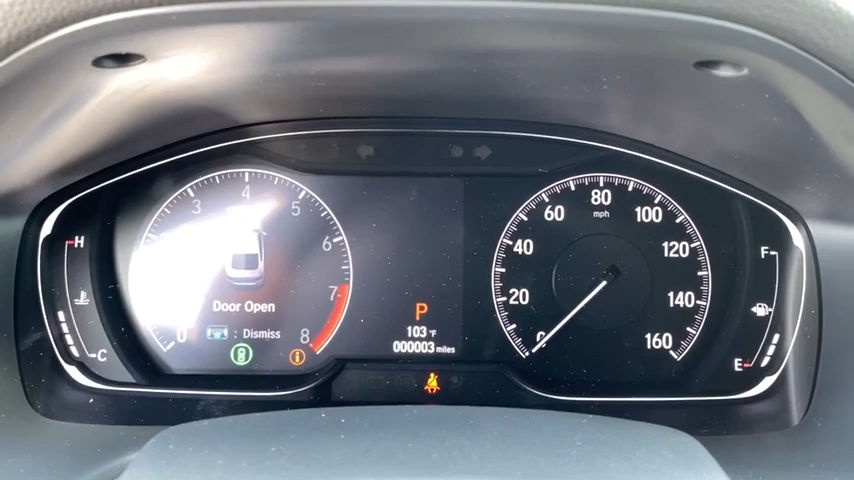 3 4 5 6 7 8
0
H
C
Door Open
: Dismiss
P
103 °F
000003 miles
0 20 40 60 80 100 120 140 160
mph
F
E